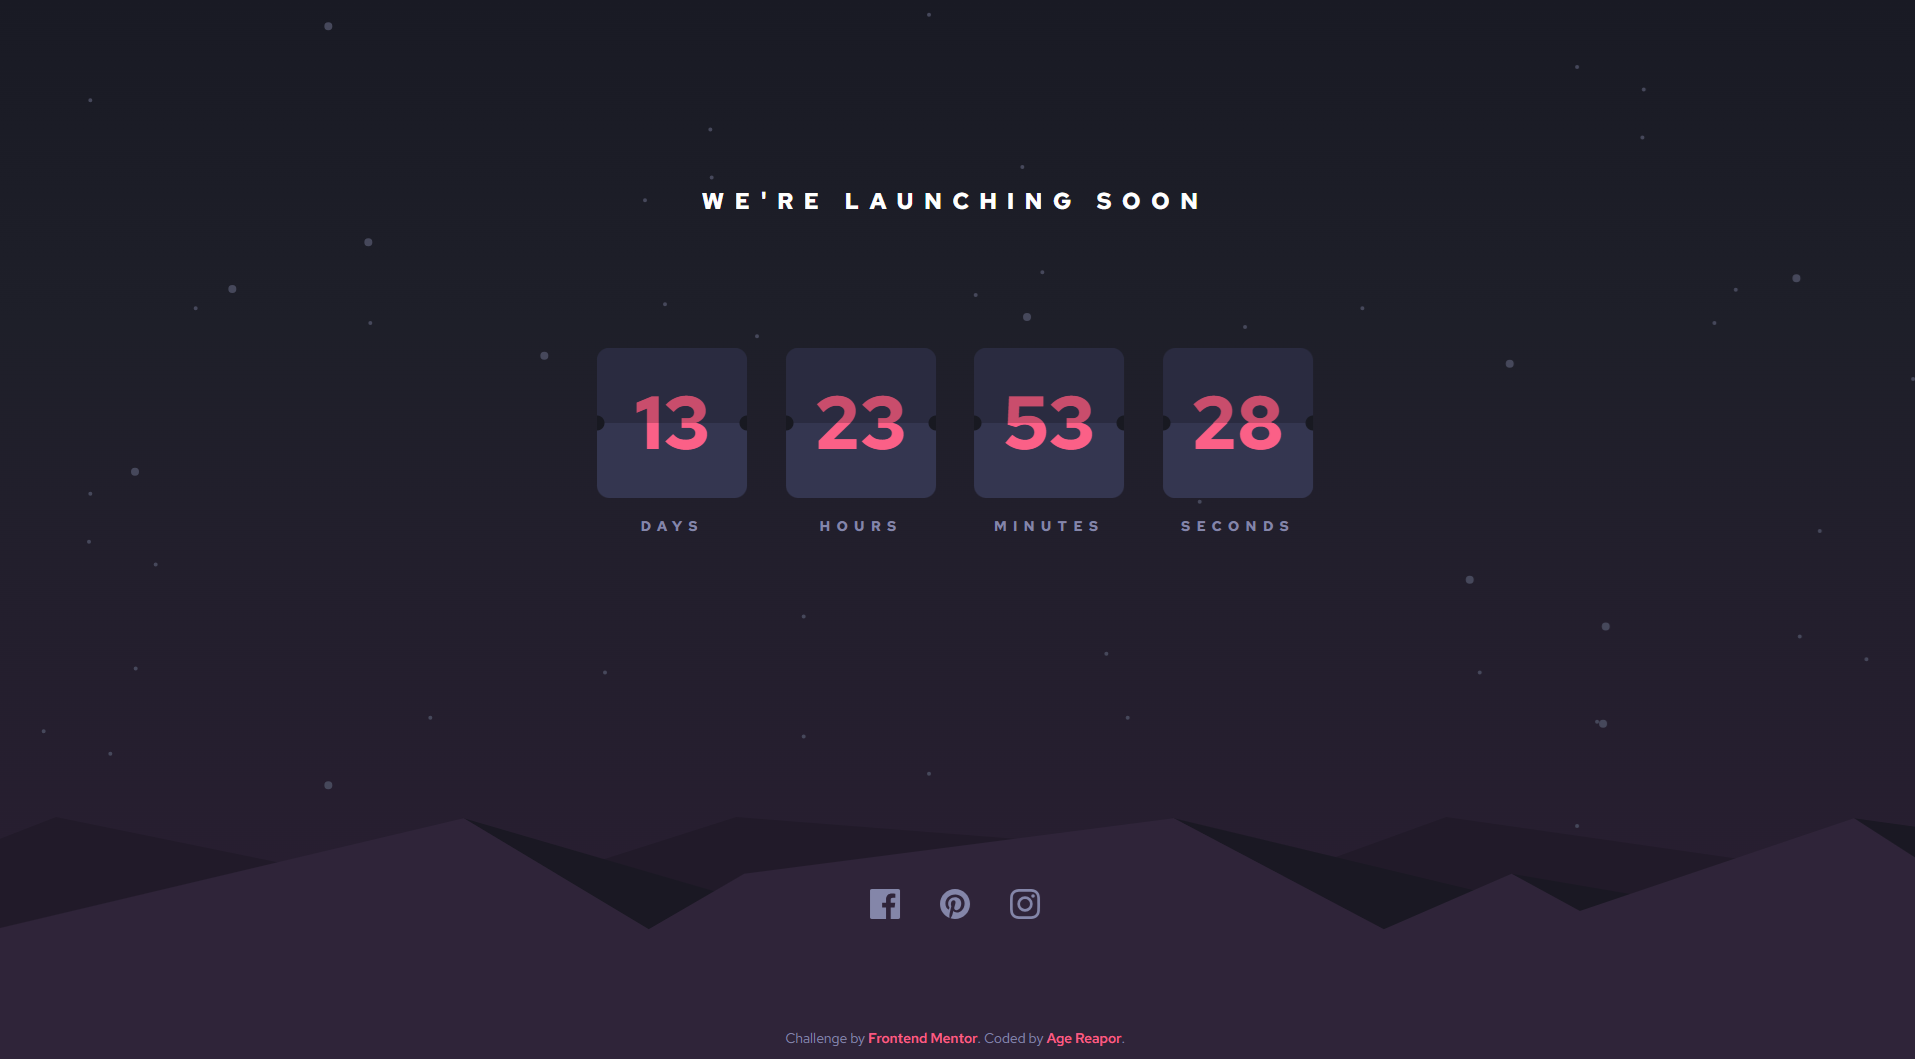 WE'RE LAUNCHING SOON
13 23 53 28
DAYS HOURS MINUTES SECONDS
Challenge by Frontend Mentor. Coded by Age Reapor.